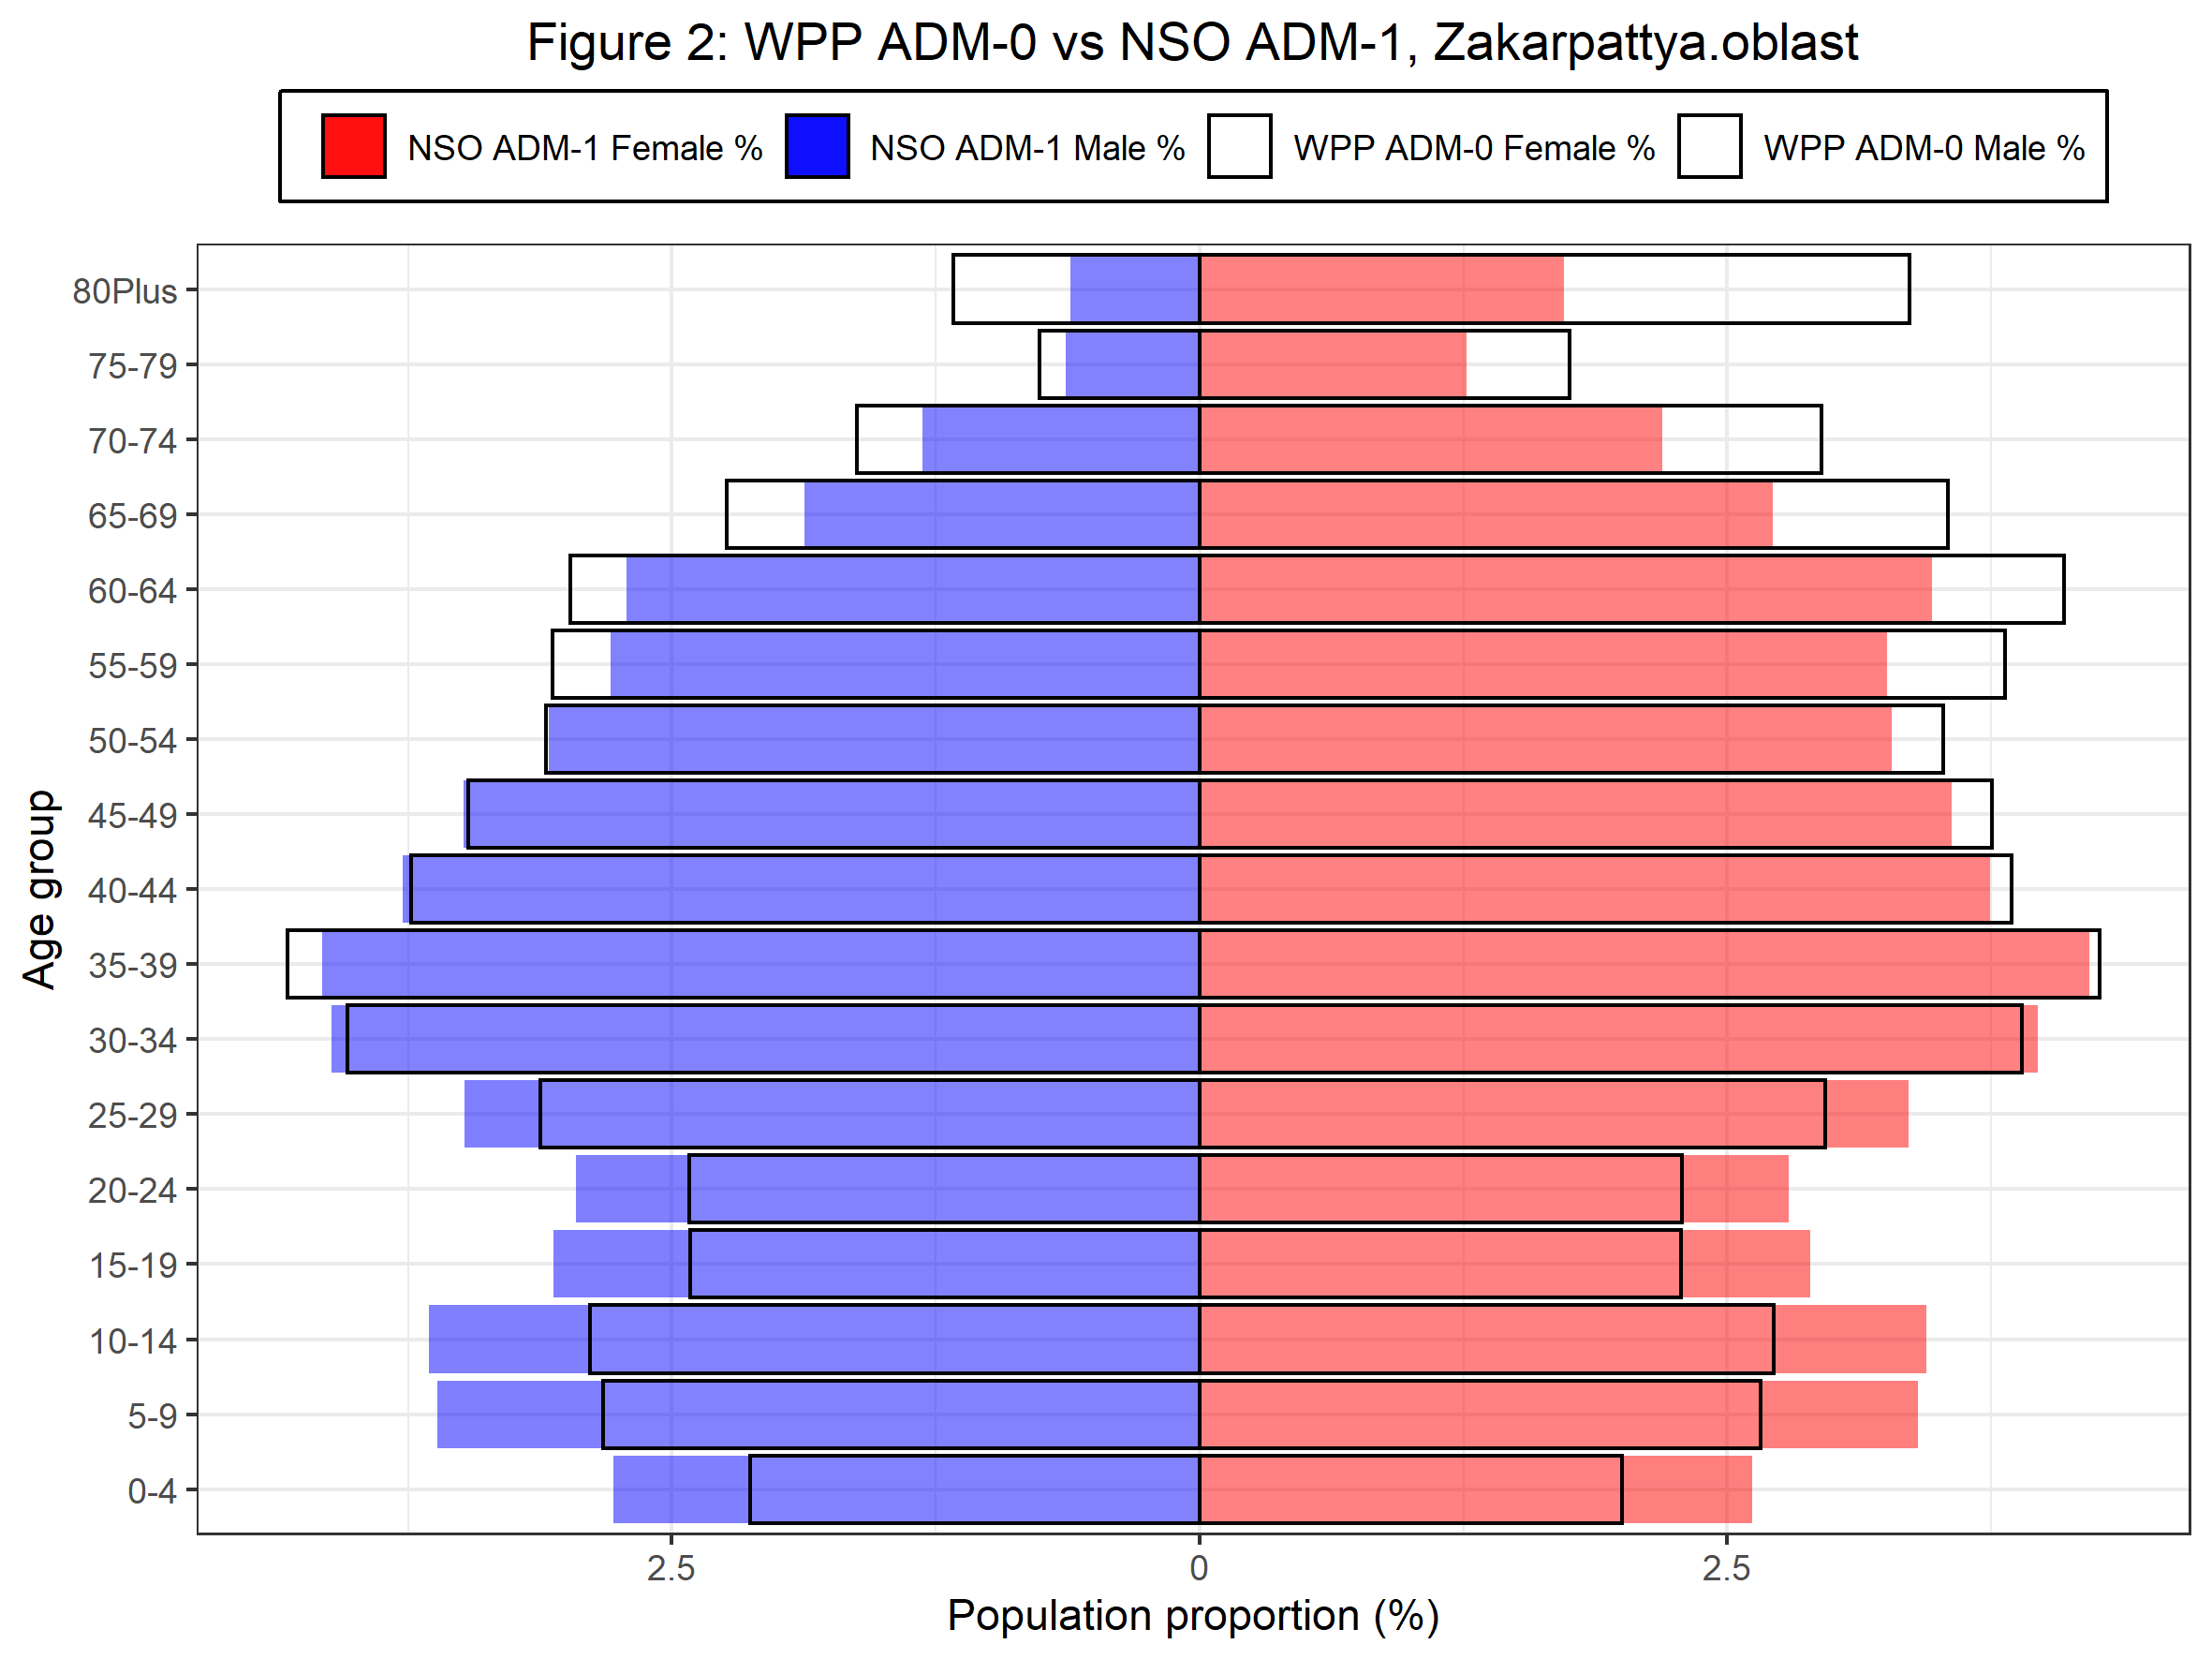 Figure 2: WPP ADM-0 vs NSO ADM-1, Zakarpattya.oblast
NSO ADM-1 Female % NSO ADM-1 Male % WPP ADM-0 Female % WPP ADM-0 Male %
80Plus
75-79
70-74
65-69
60-64
55-59
50-54
45-49
40-44
35-39
30-34
25-29
20-24
15-19
10-14
5-9
0-4
Age group
2.5 0 2.5
Population proportion (%)